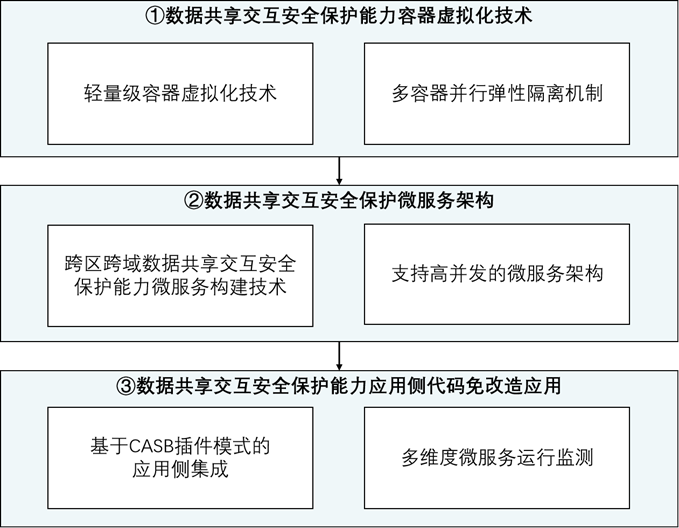 ①数据共享交互安全保护能力容器虚拟化技术
轻量级容器虚拟化技术
多容器并行弹性隔离机制
②数据共享交互安全保护微服务架构
跨区跨域数据共享交互安全
保护能力微服务构建技术
支持高并发的微服务架构
③数据共享交互安全保护能力应用侧代码免改造应用
基于CASB插件模式的
应用侧集成
多维度微服务运行监测